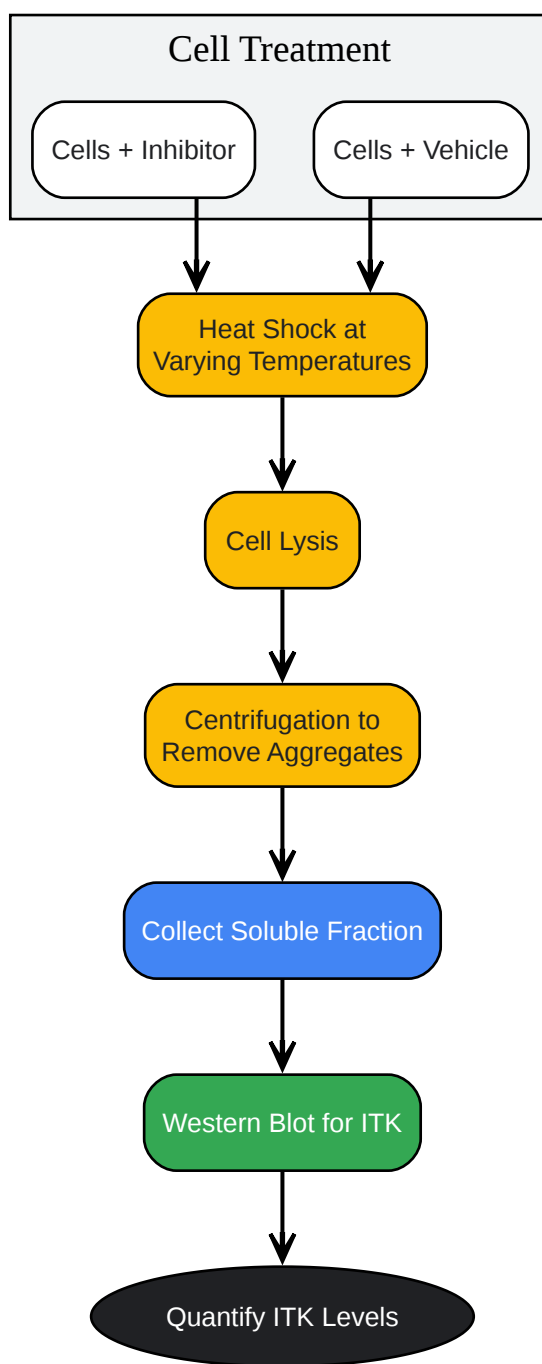 Cell Treatment
Cells + Inhibitor
Cells + Vehicle
Heat Shock at
Varying Temperatures
Cell Lysis
Centrifugation to
Remove Aggregates
Collect Soluble Fraction
Western Blot for ITK
Quantify ITK Levels